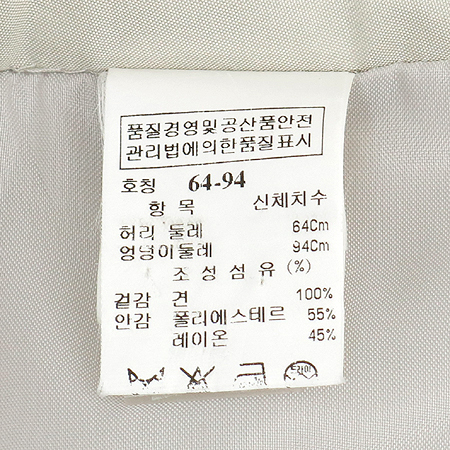 품질경영및공산품안전
관리법에의한품질표시
호칭 64-94
항 목 신체치수
허리 둘레 64Cm
엉덩이둘레 94Cm
조성섬유(%)
겉감 견 100%
안감 폴리에스테르 55%
레이온 45%
드라이